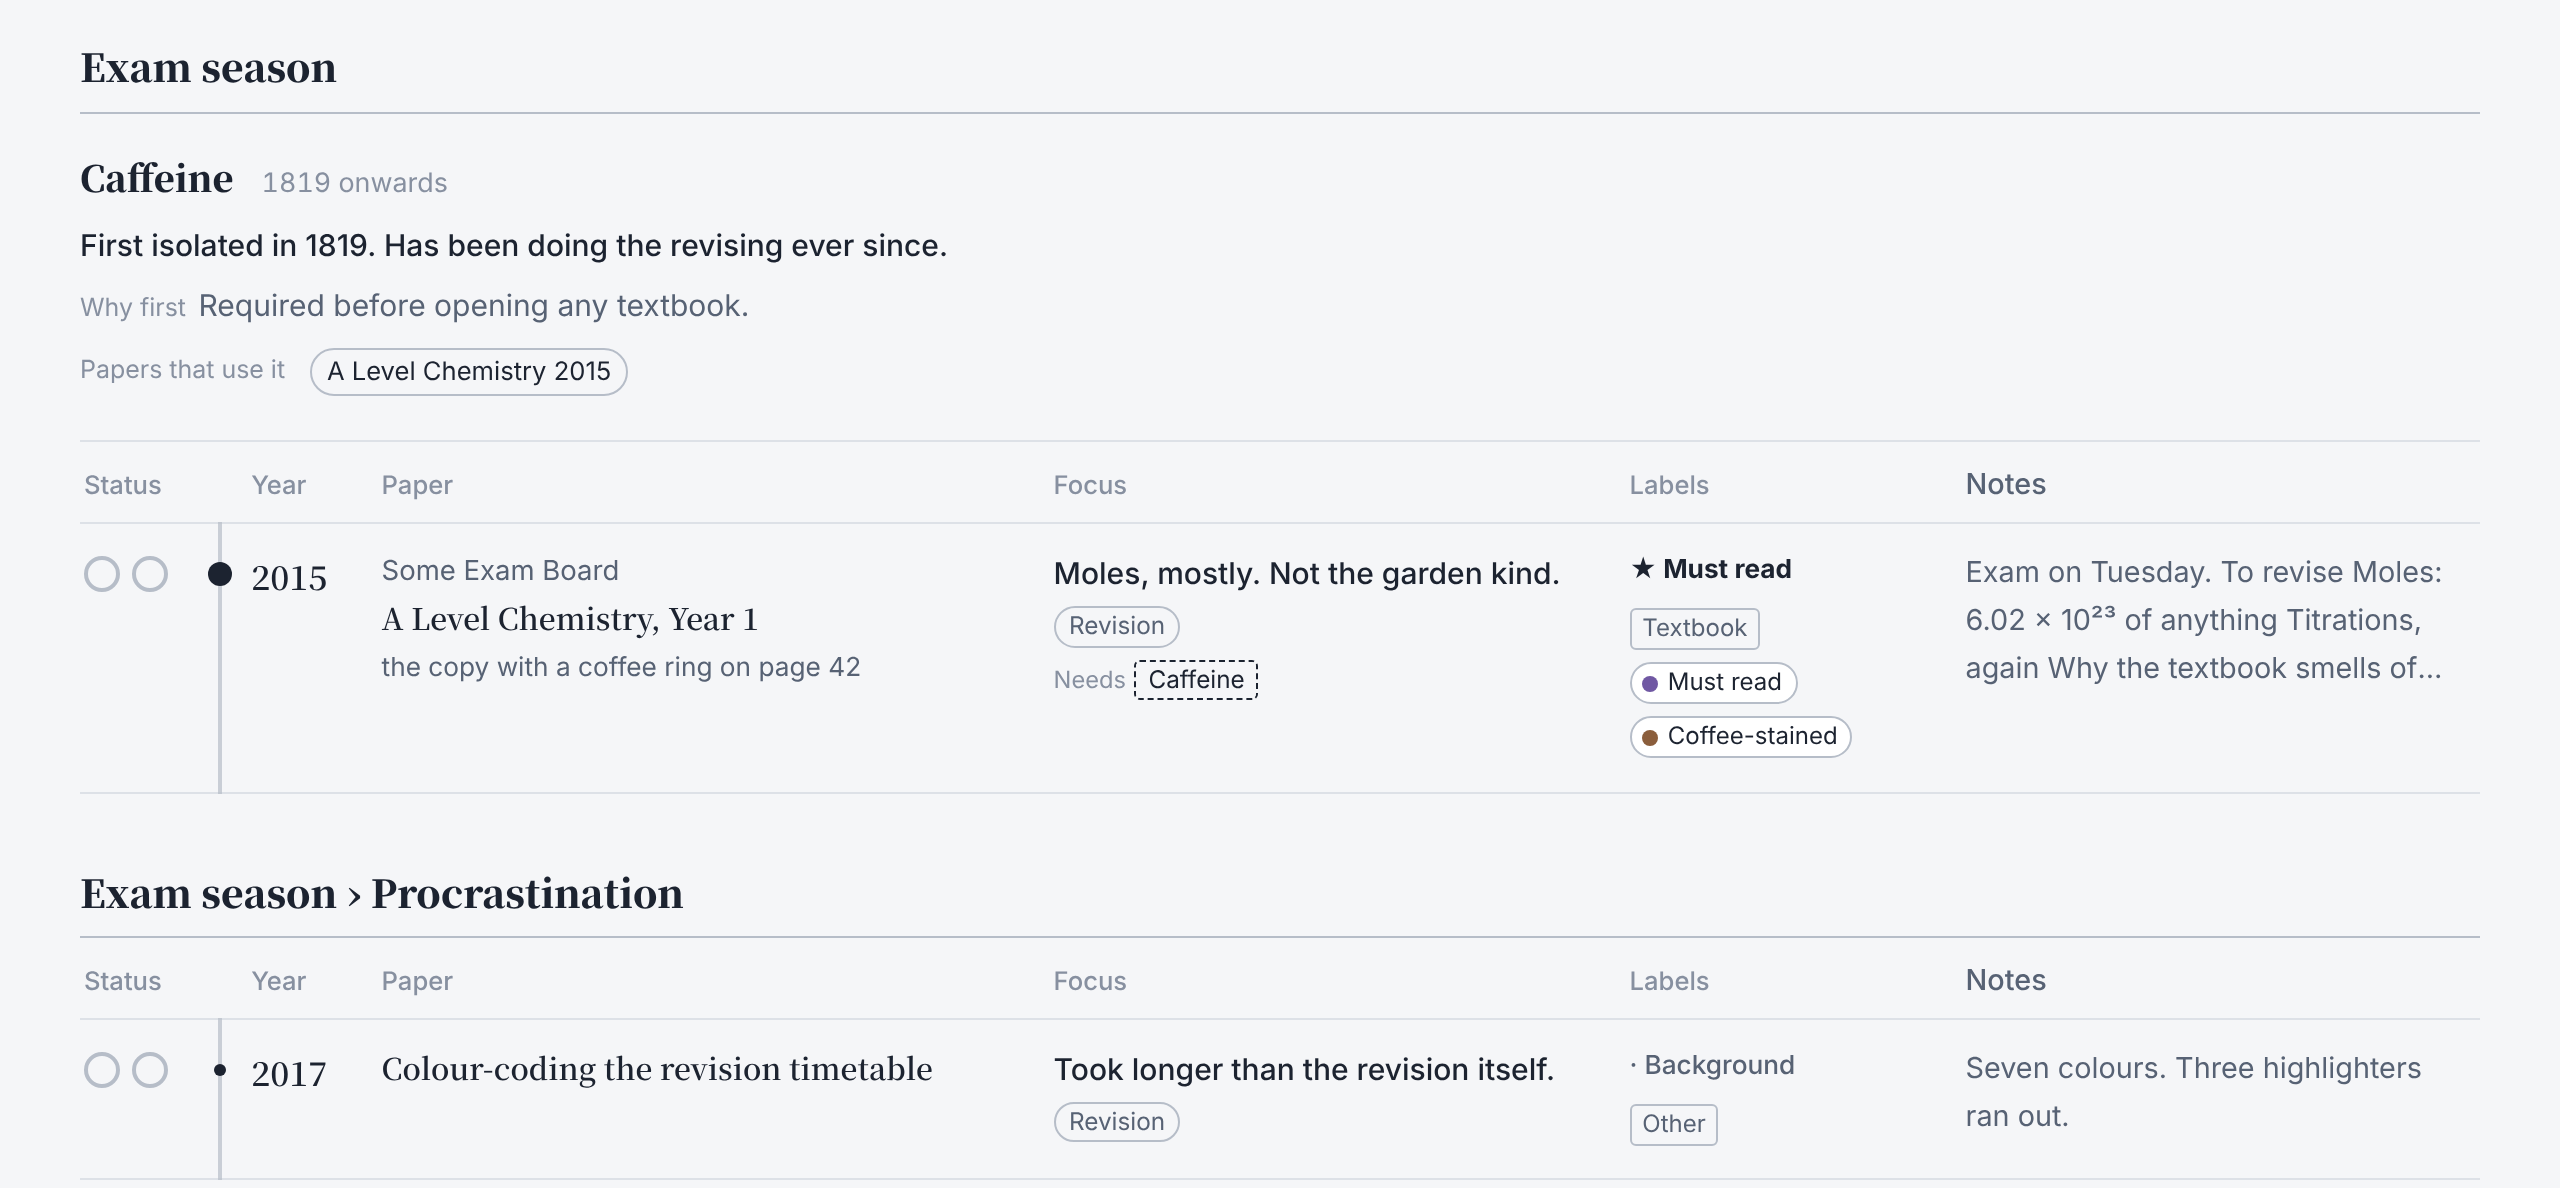 Exam season
Caffeine 1819 onwards
First isolated in 1819. Has been doing the revising ever since.
Why first Required before opening any textbook.
Papers that use it A Level Chemistry 2015
Status Year Paper Focus Labels Notes
2015
Some Exam Board
A Level Chemistry, Year 1
the copy with a coffee ring on page 42
Moles, mostly. Not the garden kind.
Revision
Needs Caffeine
★ Must read
Textbook
Must read
Coffee-stained
Exam on Tuesday. To revise Moles:
6.02 × 10²³ of anything Titrations,
again Why the textbook smells of…
Exam season › Procrastination
Status Year Paper Focus Labels Notes
2017
Colour-coding the revision timetable
Took longer than the revision itself.
Revision
· Background
Other
Seven colours. Three highlighters
ran out.